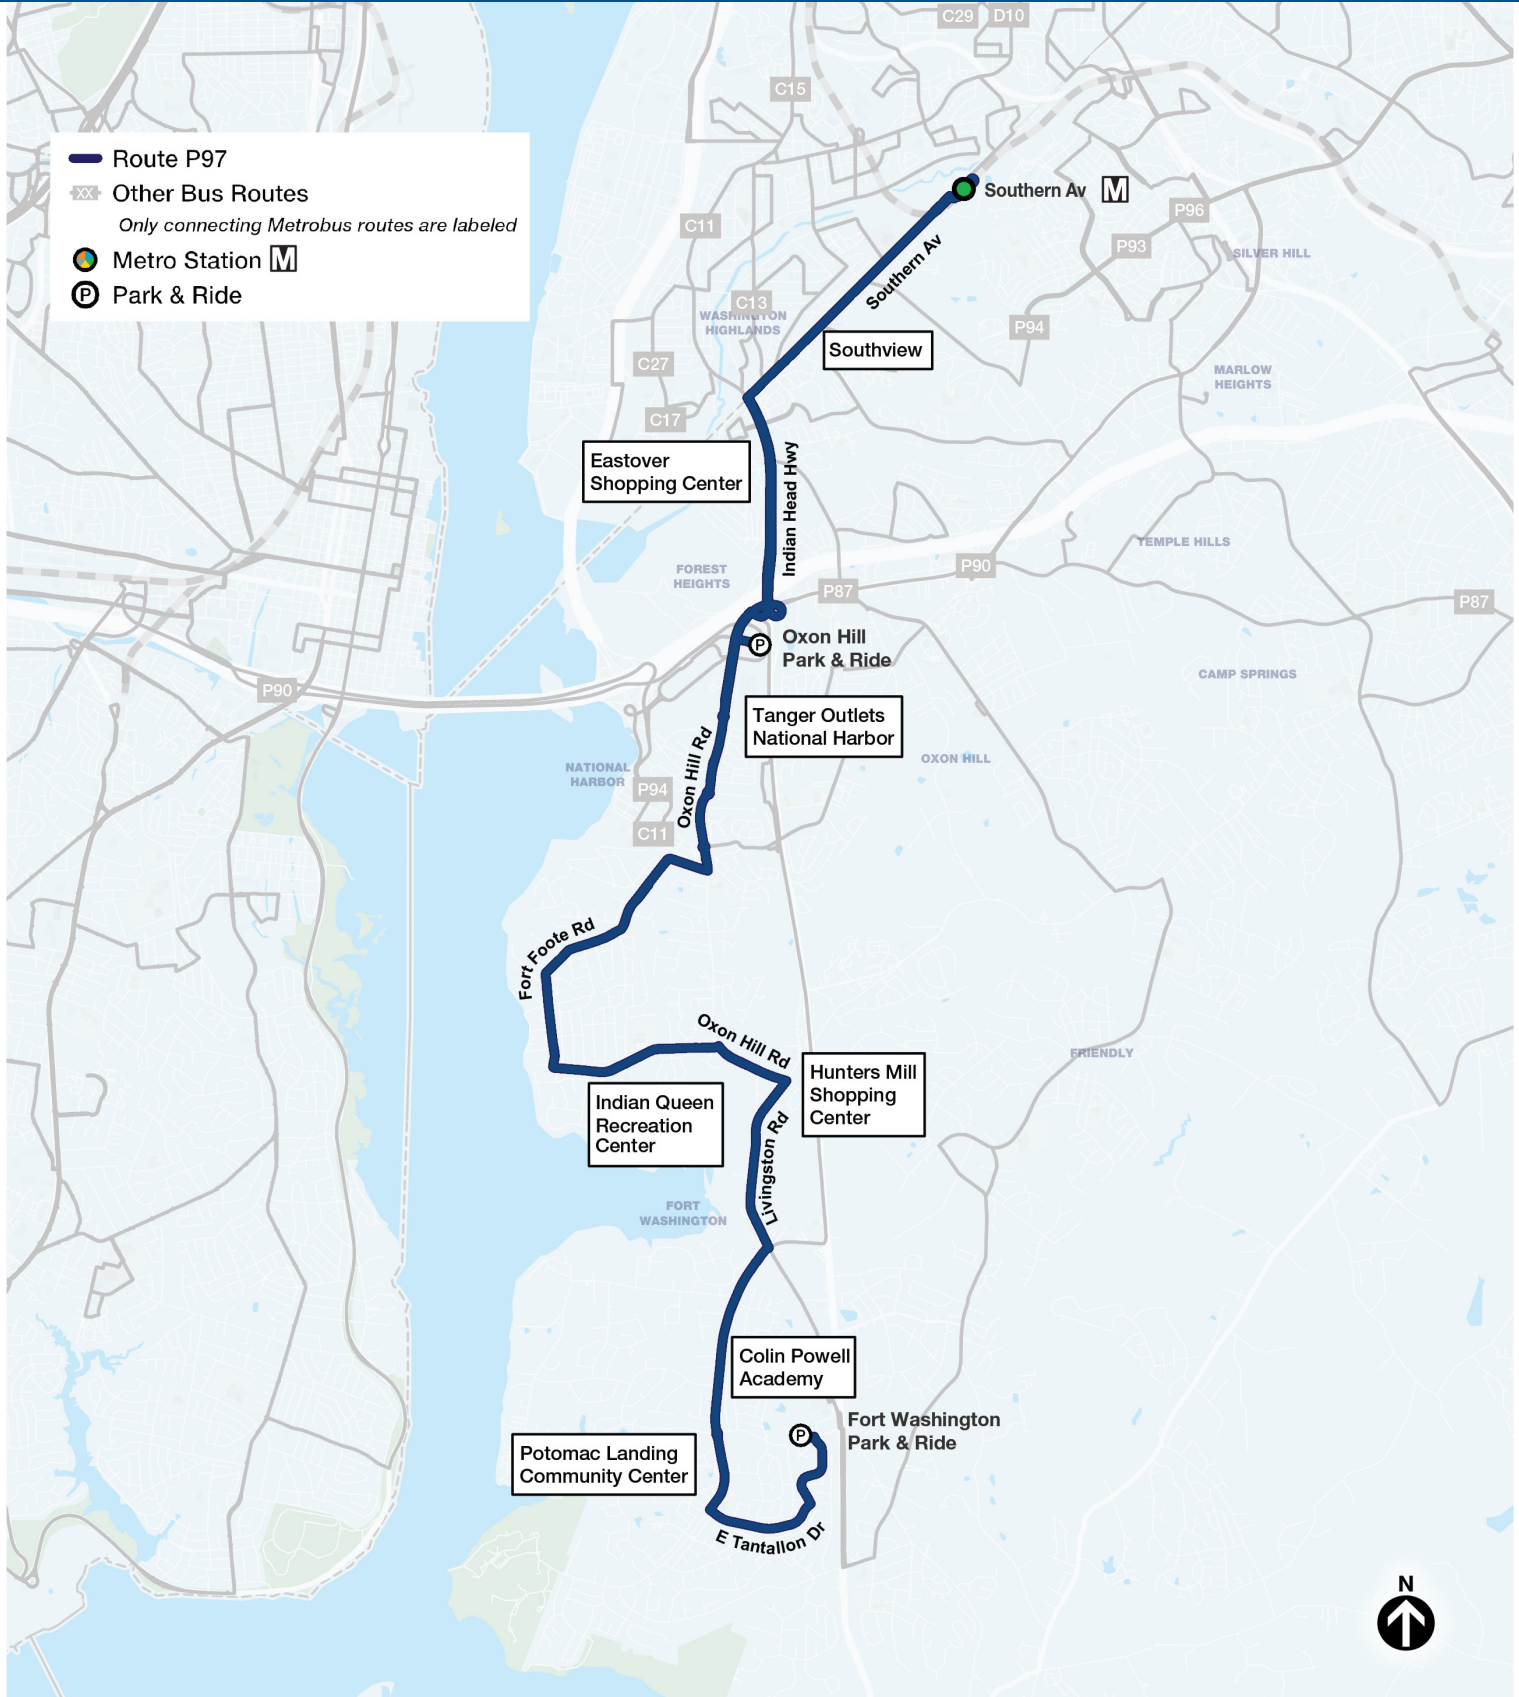 C29
D10
C15
Route P97
XX
Other Bus Routes
Only connecting Metrobus routes are labeled
Metro Station M
P
Park & Ride
Southern Av M
P96
C11
P93
SILVER HILL
Southern Av
C13
WASHINGTON
HIGHLANDS
P94
Southview
C27
MARLOW
HEIGHTS
C17
Eastover
Shopping Center
Indian Head Hwy
TEMPLE HILLS
FOREST
HEIGHTS
P90
P87
P87
Oxon Hill
Park & Ride
P
CAMP SPRINGS
P90
Tanger Outlets
National Harbor
Oxon Hill Rd
OXON HILL
NATIONAL
HARBOR
P94
C11
Fort Foote Rd
Oxon Hill Rd
FRIENDLY
Hunters Mill
Shopping
Center
Indian Queen
Recreation
Center
Livingston Rd
FORT
WASHINGTON
Colin Powell
Academy
Fort Washington
Park & Ride
P
Potomac Landing
Community Center
E Tantallon Dr
N